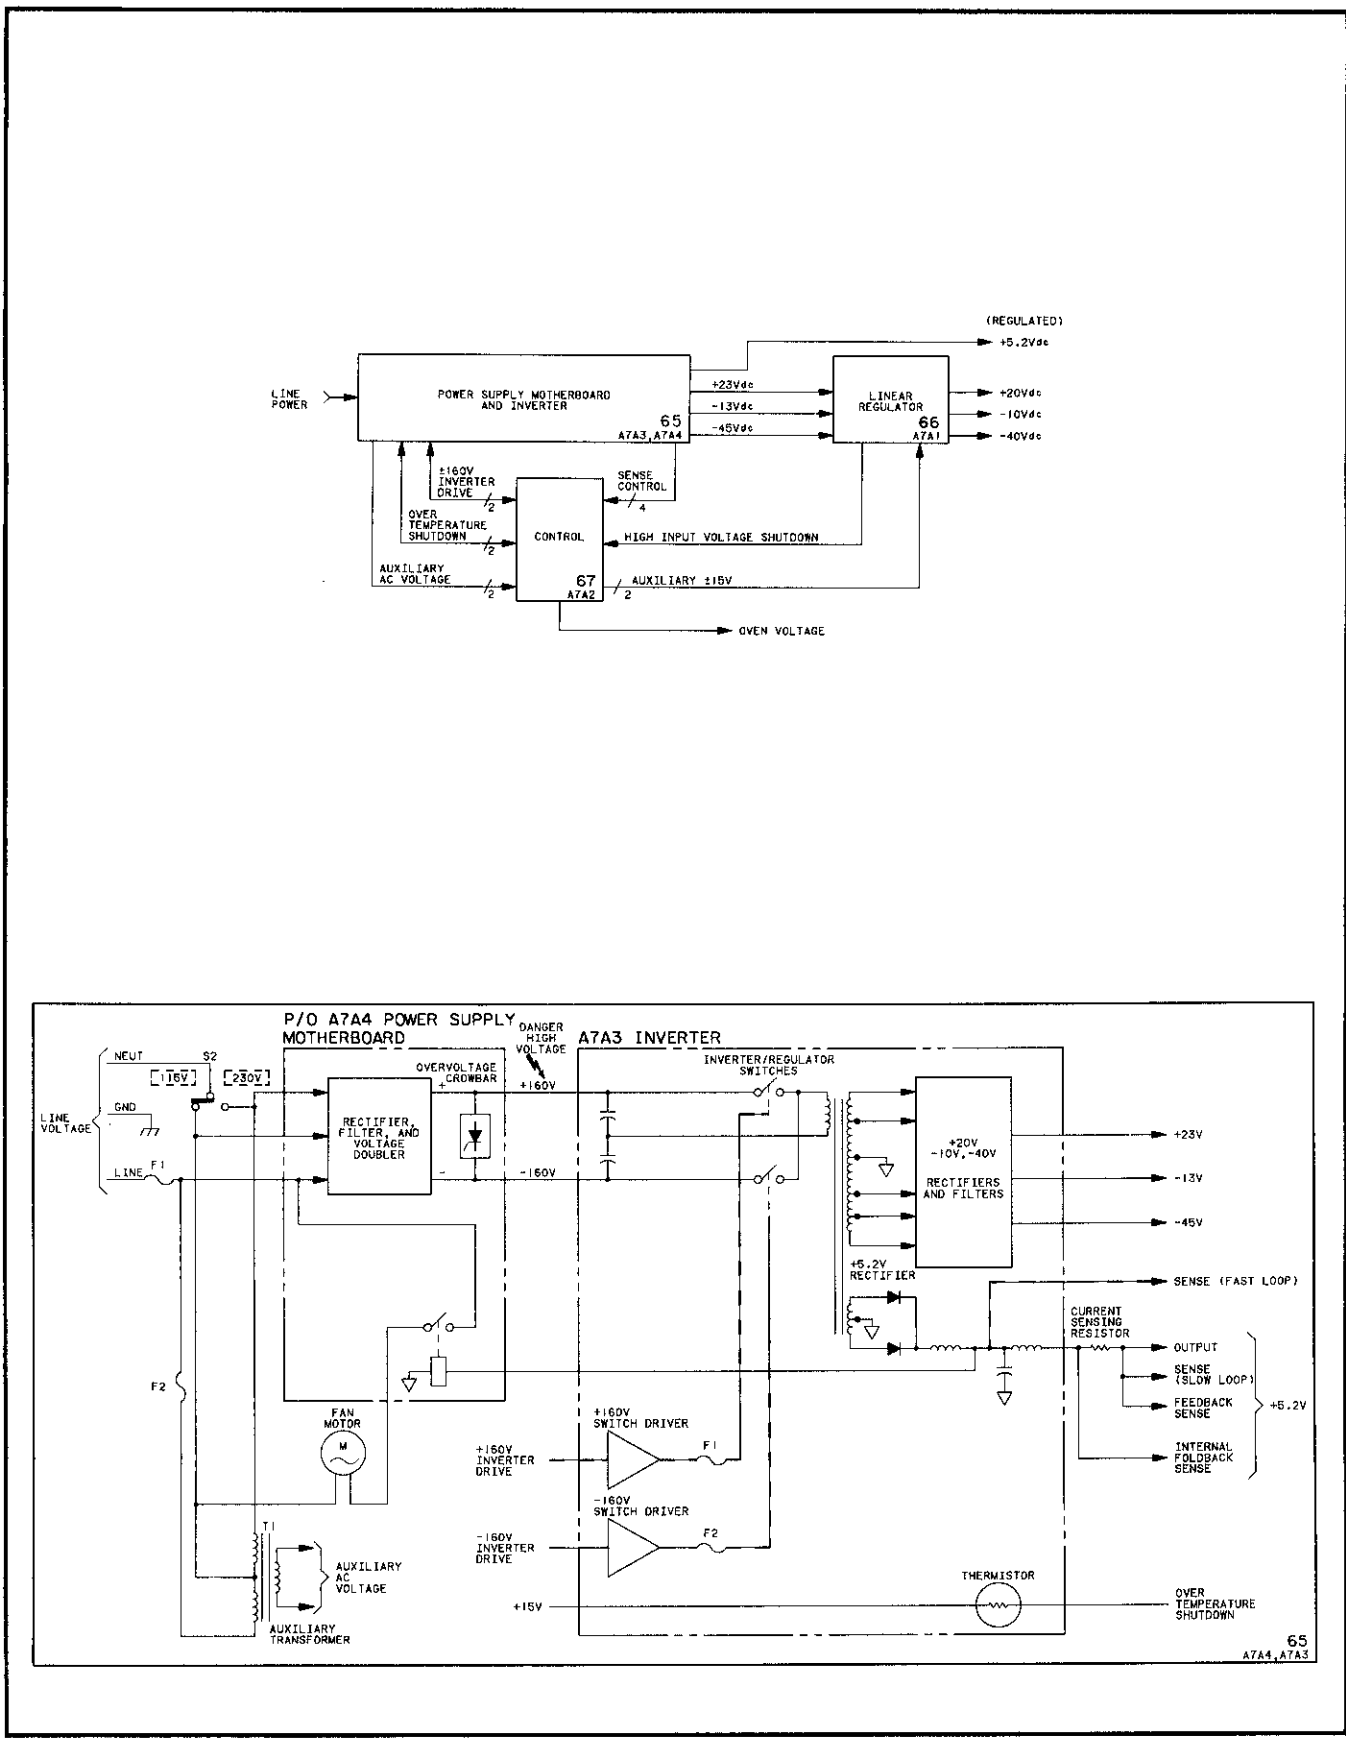 (REGULATED)
+5.2Vdc
LINE
POWER
POWER SUPPLY MOTHERBOARD
AND INVERTER
65
A7A3,A7A4
+23Vdc
-13Vdc
-45Vdc
LINEAR
REGULATOR
66
A7A1
+20Vdc
-10Vdc
-40Vdc
±160V
INVERTER
DRIVE
2
SENSE
CONTROL
4
OVER
TEMPERATURE
SHUTDOWN
2
CONTROL
HIGH INPUT VOLTAGE SHUTDOWN
AUXILIARY
AC VOLTAGE
2
67
A7A2
2
AUXILIARY ±15V
OVEN VOLTAGE
P/O A7A4 POWER SUPPLY
MOTHERBOARD
DANGER
HIGH
VOLTAGE
A7A3 INVERTER
NEUT
S2
115V
230V
GND
LINE
VOLTAGE
LINE
F1
OVERVOLTAGE
CROWBAR
+
+160V
RECTIFIER,
FILTER, AND
VOLTAGE
DOUBLER
-
-160V
INVERTER/REGULATOR
SWITCHES
+20V
-10V,-40V
RECTIFIERS
AND FILTERS
+23V
-13V
-45V
+5.2V
RECTIFIER
SENSE (FAST LOOP)
CURRENT
SENSING
RESISTOR
OUTPUT
SENSE
(SLOW LOOP)
FEEDBACK
SENSE
+5.2V
INTERNAL
FOLDBACK
SENSE
F2
FAN
MOTOR
M
+160V
SWITCH DRIVER
+160V
INVERTER
DRIVE
F1
-160V
SWITCH DRIVER
-160V
INVERTER
DRIVE
F2
T1
AUXILIARY
AC
VOLTAGE
AUXILIARY
TRANSFORMER
+15V
THERMISTOR
OVER
TEMPERATURE
SHUTDOWN
65
A7A4,A7A3